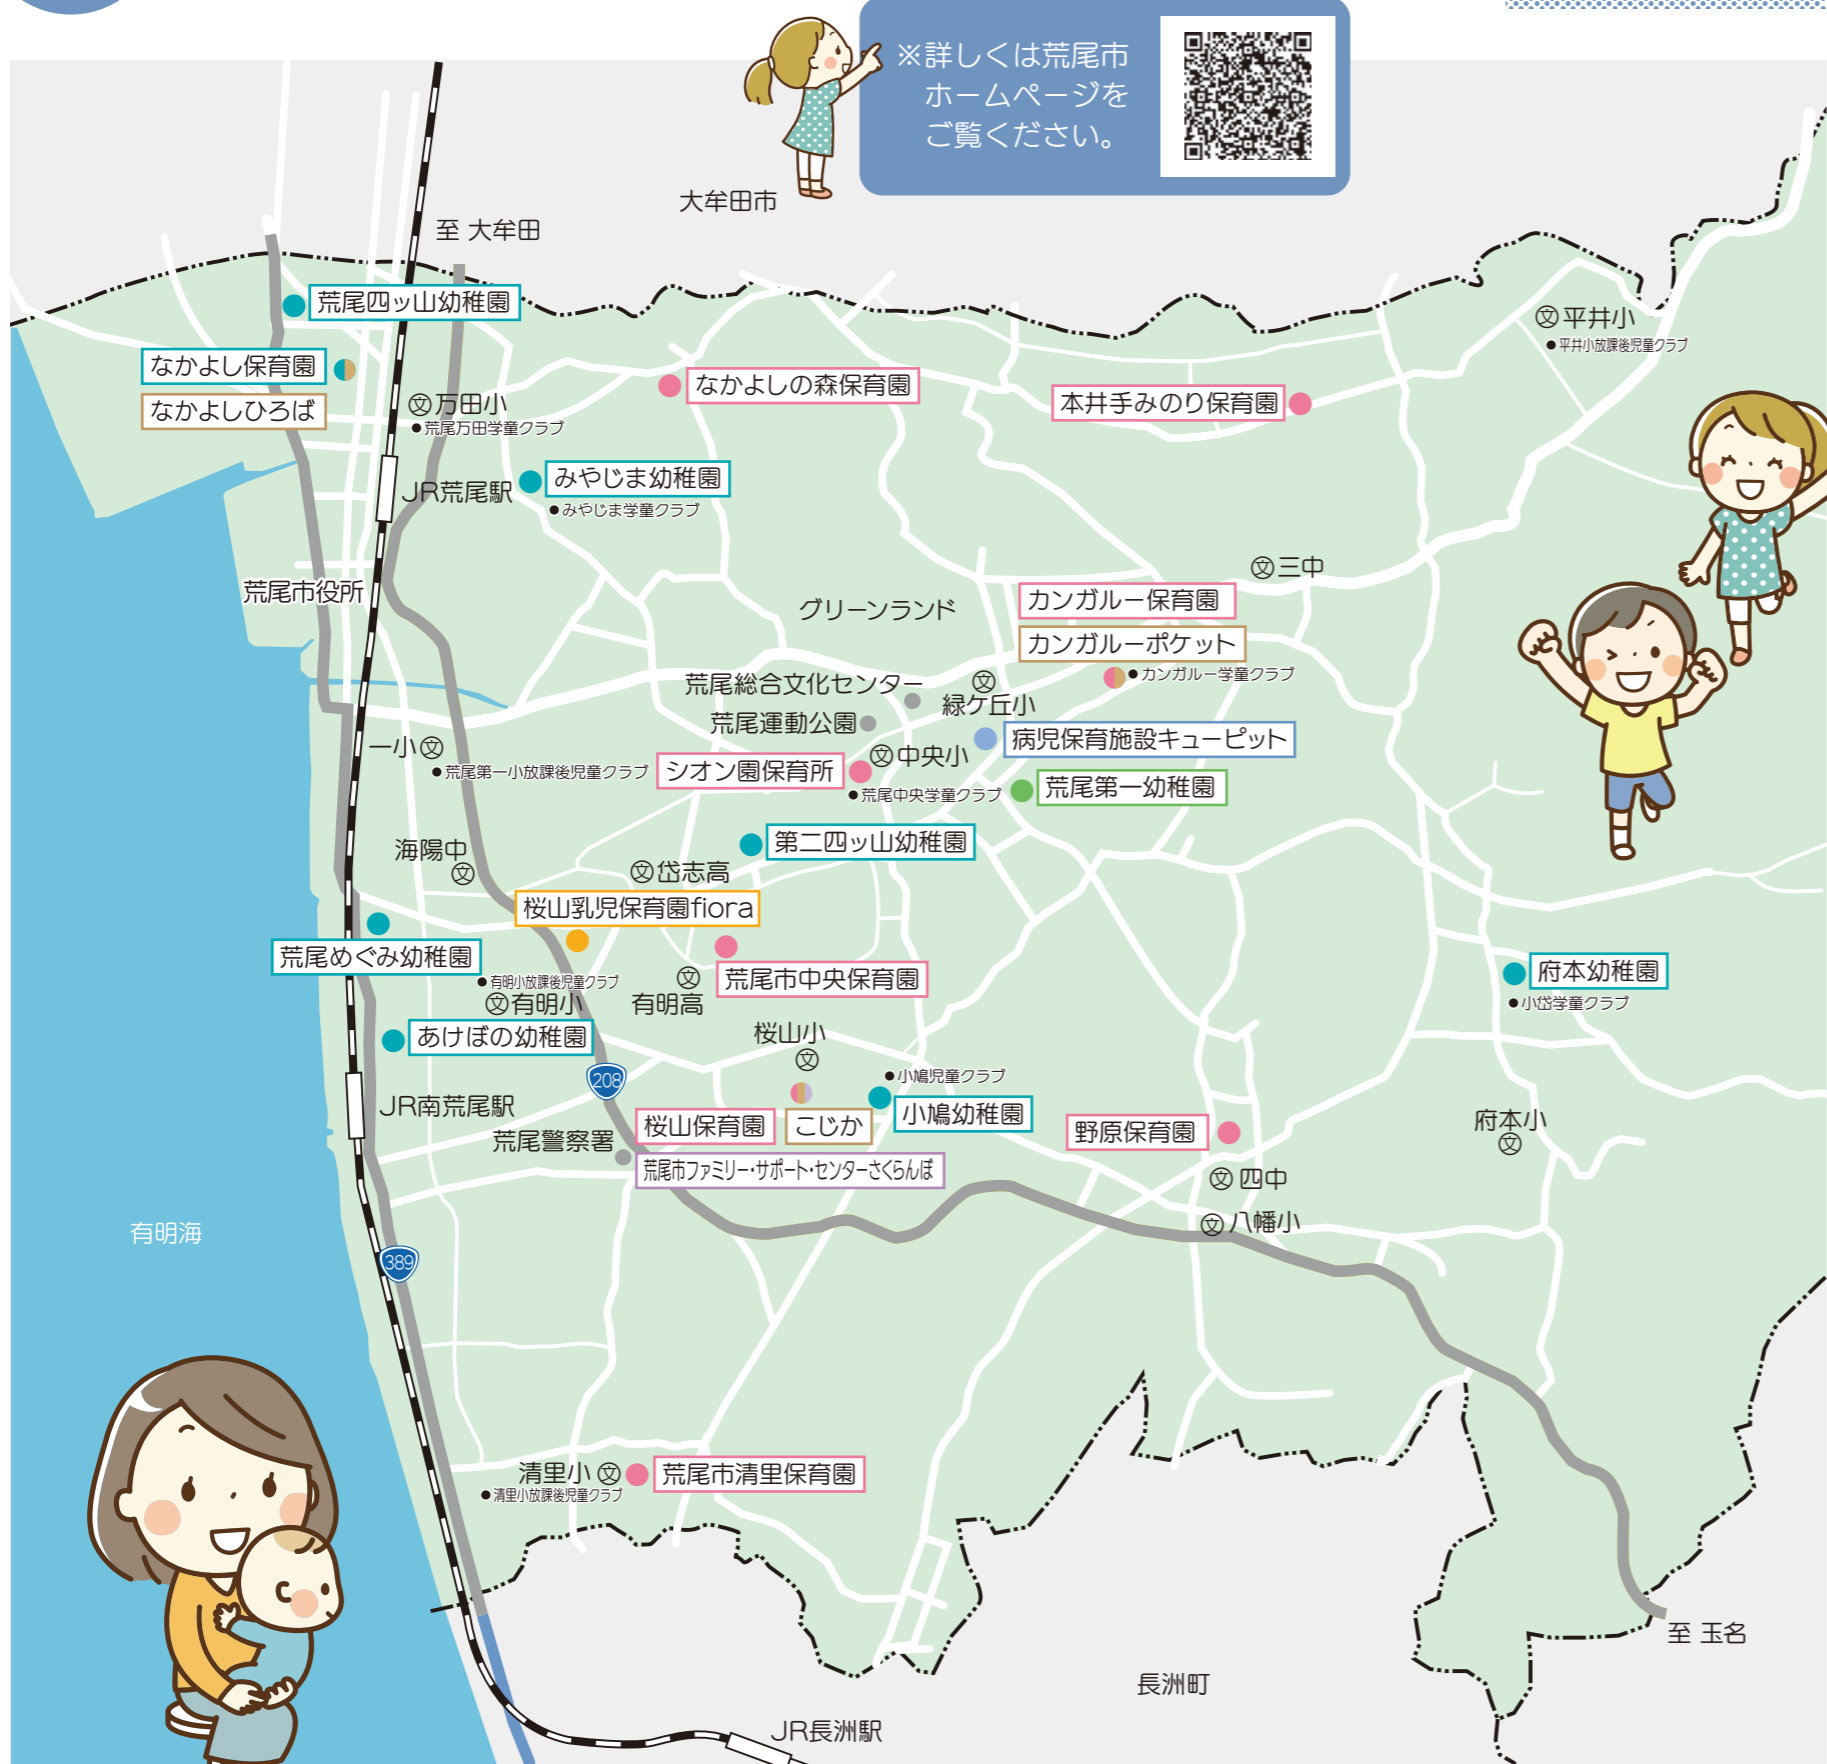 ※詳しくは荒尾市
ホームページを
ご覧ください。
大牟田市
至 大牟田
荒尾四ッ山幼稚園
平井小
平井小放課後児童クラブ
なかよし保育園
なかよしひろば
なかよしの森保育園
本井手みのり保育園
万田小
荒尾万田学童クラブ
みやじま幼稚園
みやじま学童クラブ
JR荒尾駅
三中
荒尾市役所
グリーンランド
カンガルー保育園
カンガルーポケット
カンガルー学童クラブ
荒尾総合文化センター
緑ケ丘小
荒尾運動公園
病児保育施設キューピット
一小
荒尾第一小放課後児童クラブ
シオン園保育所
中央小
荒尾中央学童クラブ
荒尾第一幼稚園
第二四ッ山幼稚園
海陽中
岱志高
桜山乳児保育園fiora
荒尾めぐみ幼稚園
荒尾市中央保育園
府本幼稚園
小岱学童クラブ
有明小放課後児童クラブ
有明小
有明高
あけぼの幼稚園
桜山小
208
小鳩児童クラブ
小鳩幼稚園
JR南荒尾駅
桜山保育園
こじか
野原保育園
府本小
荒尾警察署
荒尾市ファミリー・サポート・センターさくらんぼ
四中
八幡小
有明海
389
清里小
清里小放課後児童クラブ
荒尾市清里保育園
至 玉名
長洲町
JR長洲駅